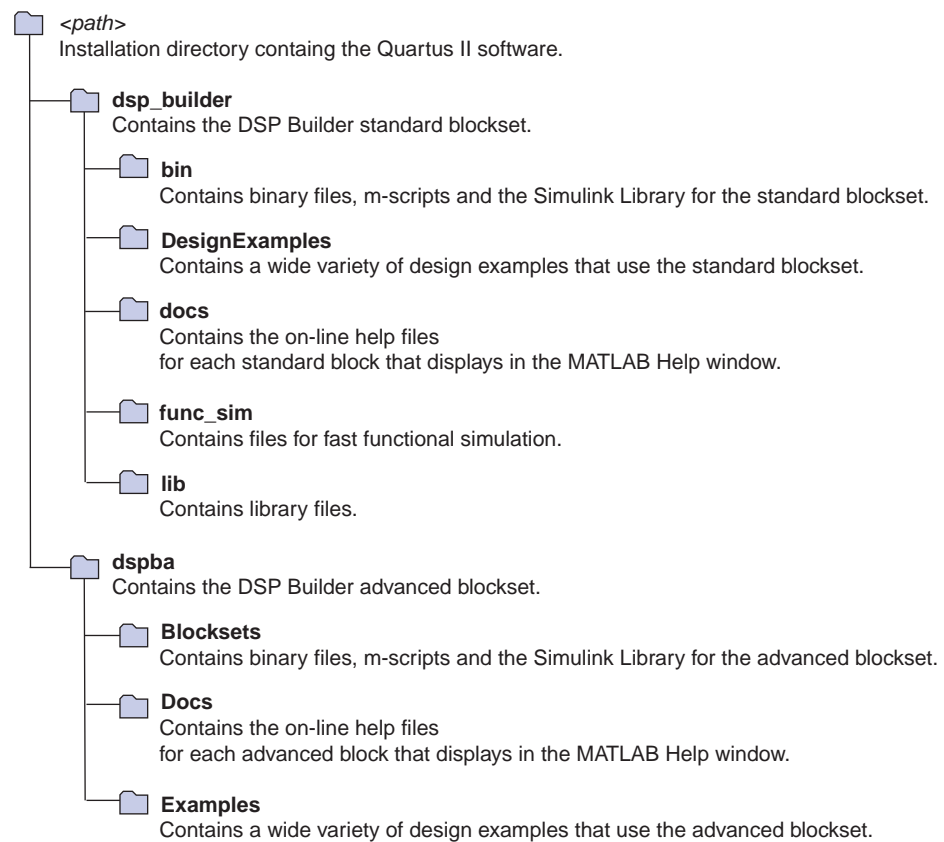 <path>
Installation directory containg the Quartus II software.
dsp_builder
Contains the DSP Builder standard blockset.
bin
Contains binary files, m-scripts and the Simulink Library for the standard blockset.
DesignExamples
Contains a wide variety of design examples that use the standard blockset.
docs
Contains the on-line help files
for each standard block that displays in the MATLAB Help window.
func_sim
Contains files for fast functional simulation.
lib
Contains library files.
dspba
Contains the DSP Builder advanced blockset.
Blocksets
Contains binary files, m-scripts and the Simulink Library for the advanced blockset.
Docs
Contains the on-line help files
for each advanced block that displays in the MATLAB Help window.
Examples
Contains a wide variety of design examples that use the advanced blockset.